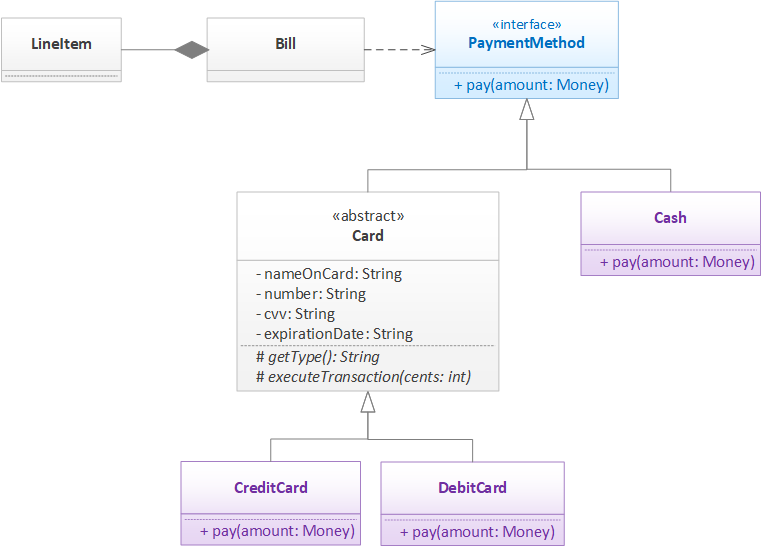 LineItem
Bill
«interface»
PaymentMethod
+ pay(amount: Money)
«abstract»
Card
- nameOnCard: String
- number: String
- cvv: String
- expirationDate: String
# getType(): String
# executeTransaction(cents: int)
Cash
+ pay(amount: Money)
CreditCard
+ pay(amount: Money)
DebitCard
+ pay(amount: Money)